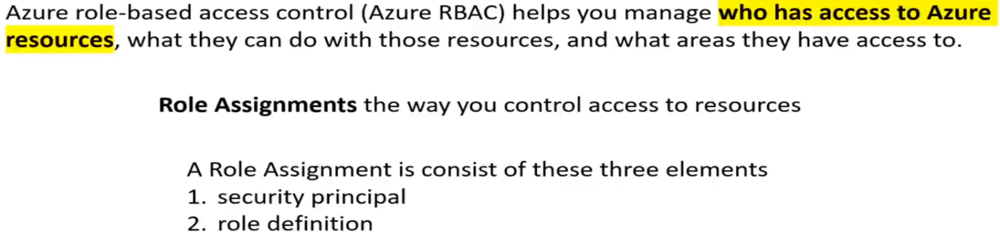 Azure role-based access control (Azure RBAC) helps you manage who has access to Azure
resources, what they can do with those resources, and what areas they have access to.
Role Assignments the way you control access to resources
A Role Assignment is consist of these three elements
1. security principal
2. role definition